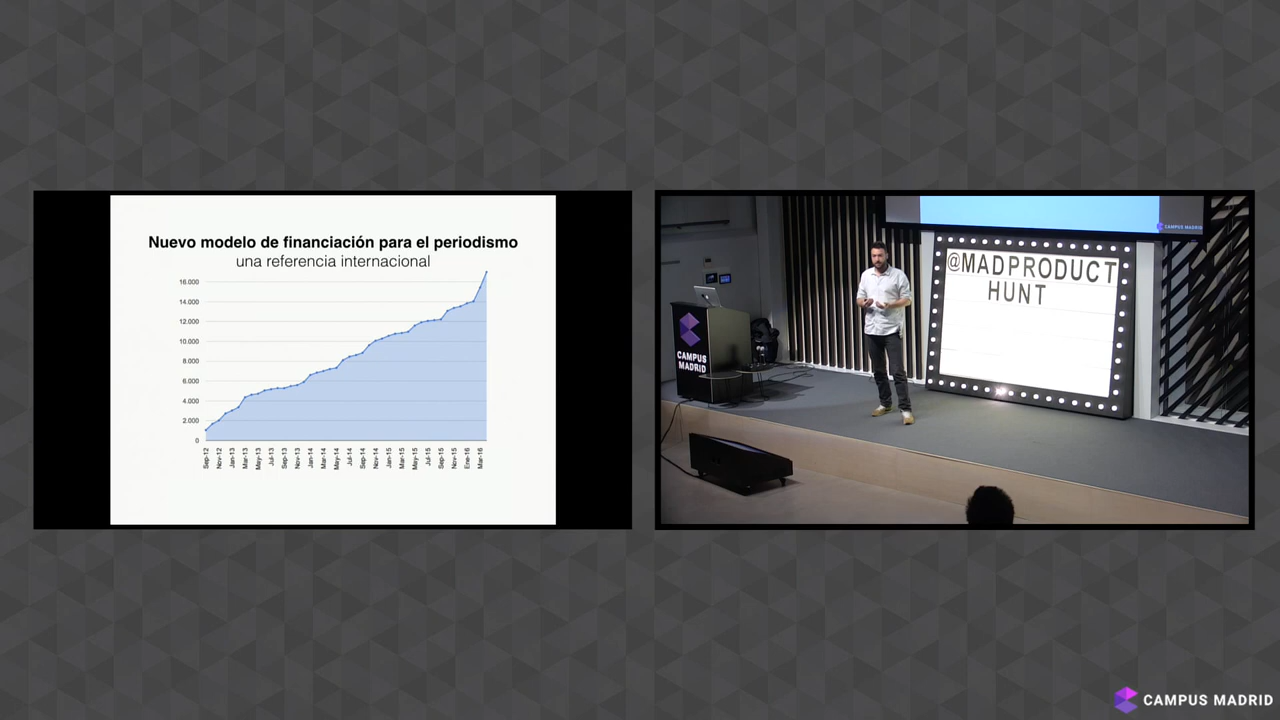 Nuevo modelo de financiación para el periodismo
una referencia internacional
16.000
14.000
12.000
10.000
8.000
6.000
4.000
2.000
0
Sep-12
Nov-12
Jan-13
Mar-13
May-13
Jul-13
Sep-13
Nov-13
Jan-14
Mar-14
May-14
Jul-14
Sep-14
Nov-14
Jan-15
Mar-15
May-15
Jul-15
Sep-15
Nov-15
Ene-16
Mar-16
CAMPUS MADRID
@MADPRODUCT
HUNT
CAMPUS
MADRID
CAMPUS MADRID